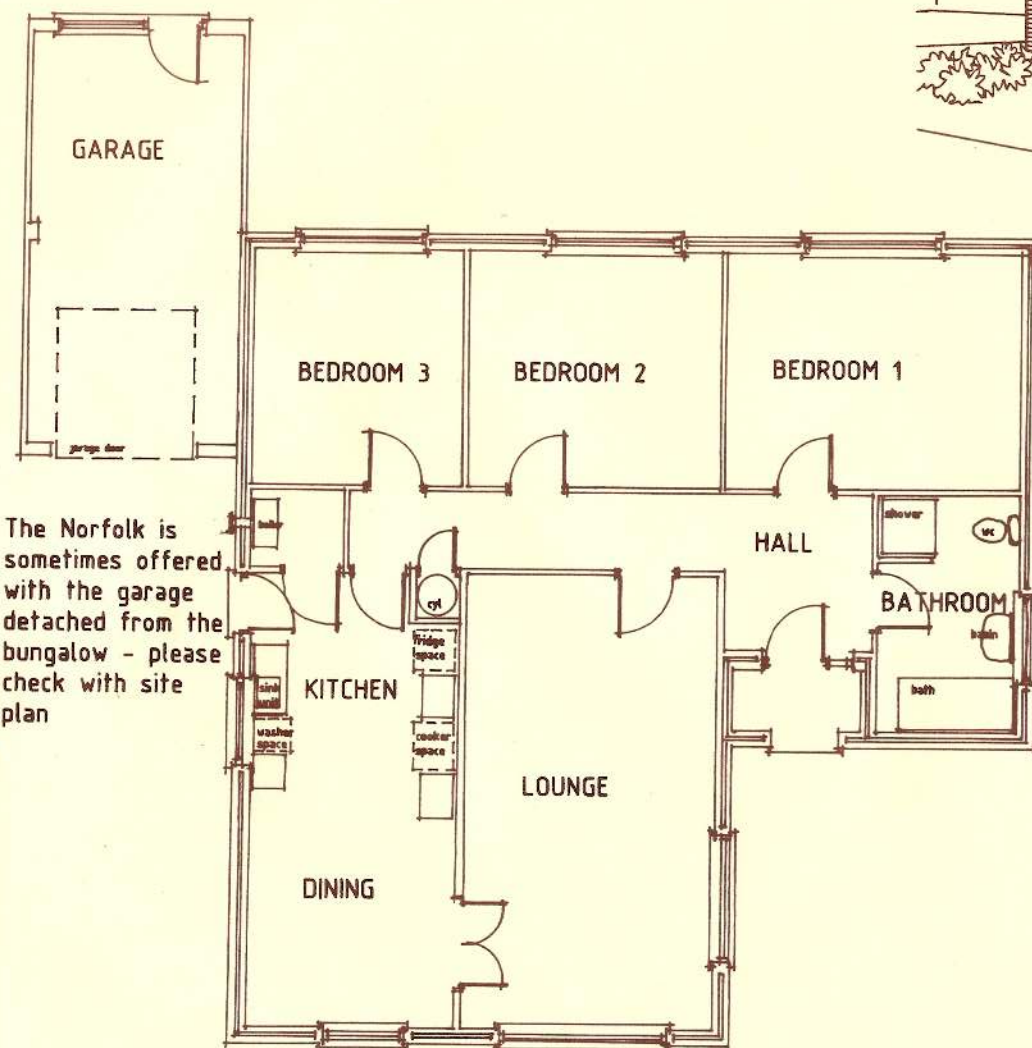 GARAGE
garage door
BEDROOM 3
BEDROOM 2
BEDROOM 1
The Norfolk is
sometimes offered
with the garage
detached from the
bungalow - please
check with site
plan
boiler
HALL
shower
wc
BATHROOM
basin
bath
cyl
fridge
space
KITCHEN
sink
unit
washer
space
cooker
space
LOUNGE
DINING